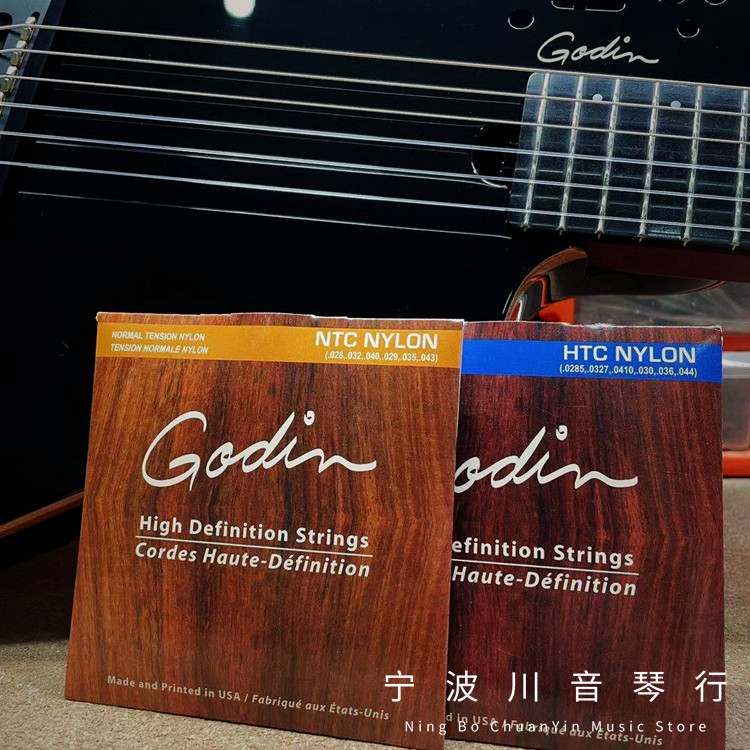 Godin
NORMAL TENSION NYLON
TENSION NORMALE NYLON
NTC NYLON
(.028,.032,.040,.029,.035,.043)
Godin
High Definition Strings
Cordes Haute-Définition
Made and Printed in USA / Fabriqué aux États-Unis
HTC NYLON
(.0285,.0327,.0410,.030,.036,.044)
odin
efinition Strings
Haute-Définition
d in USA / Fabriqué aux États-Unis
宁波川音琴行
Ning Bo ChuanYin Music Store